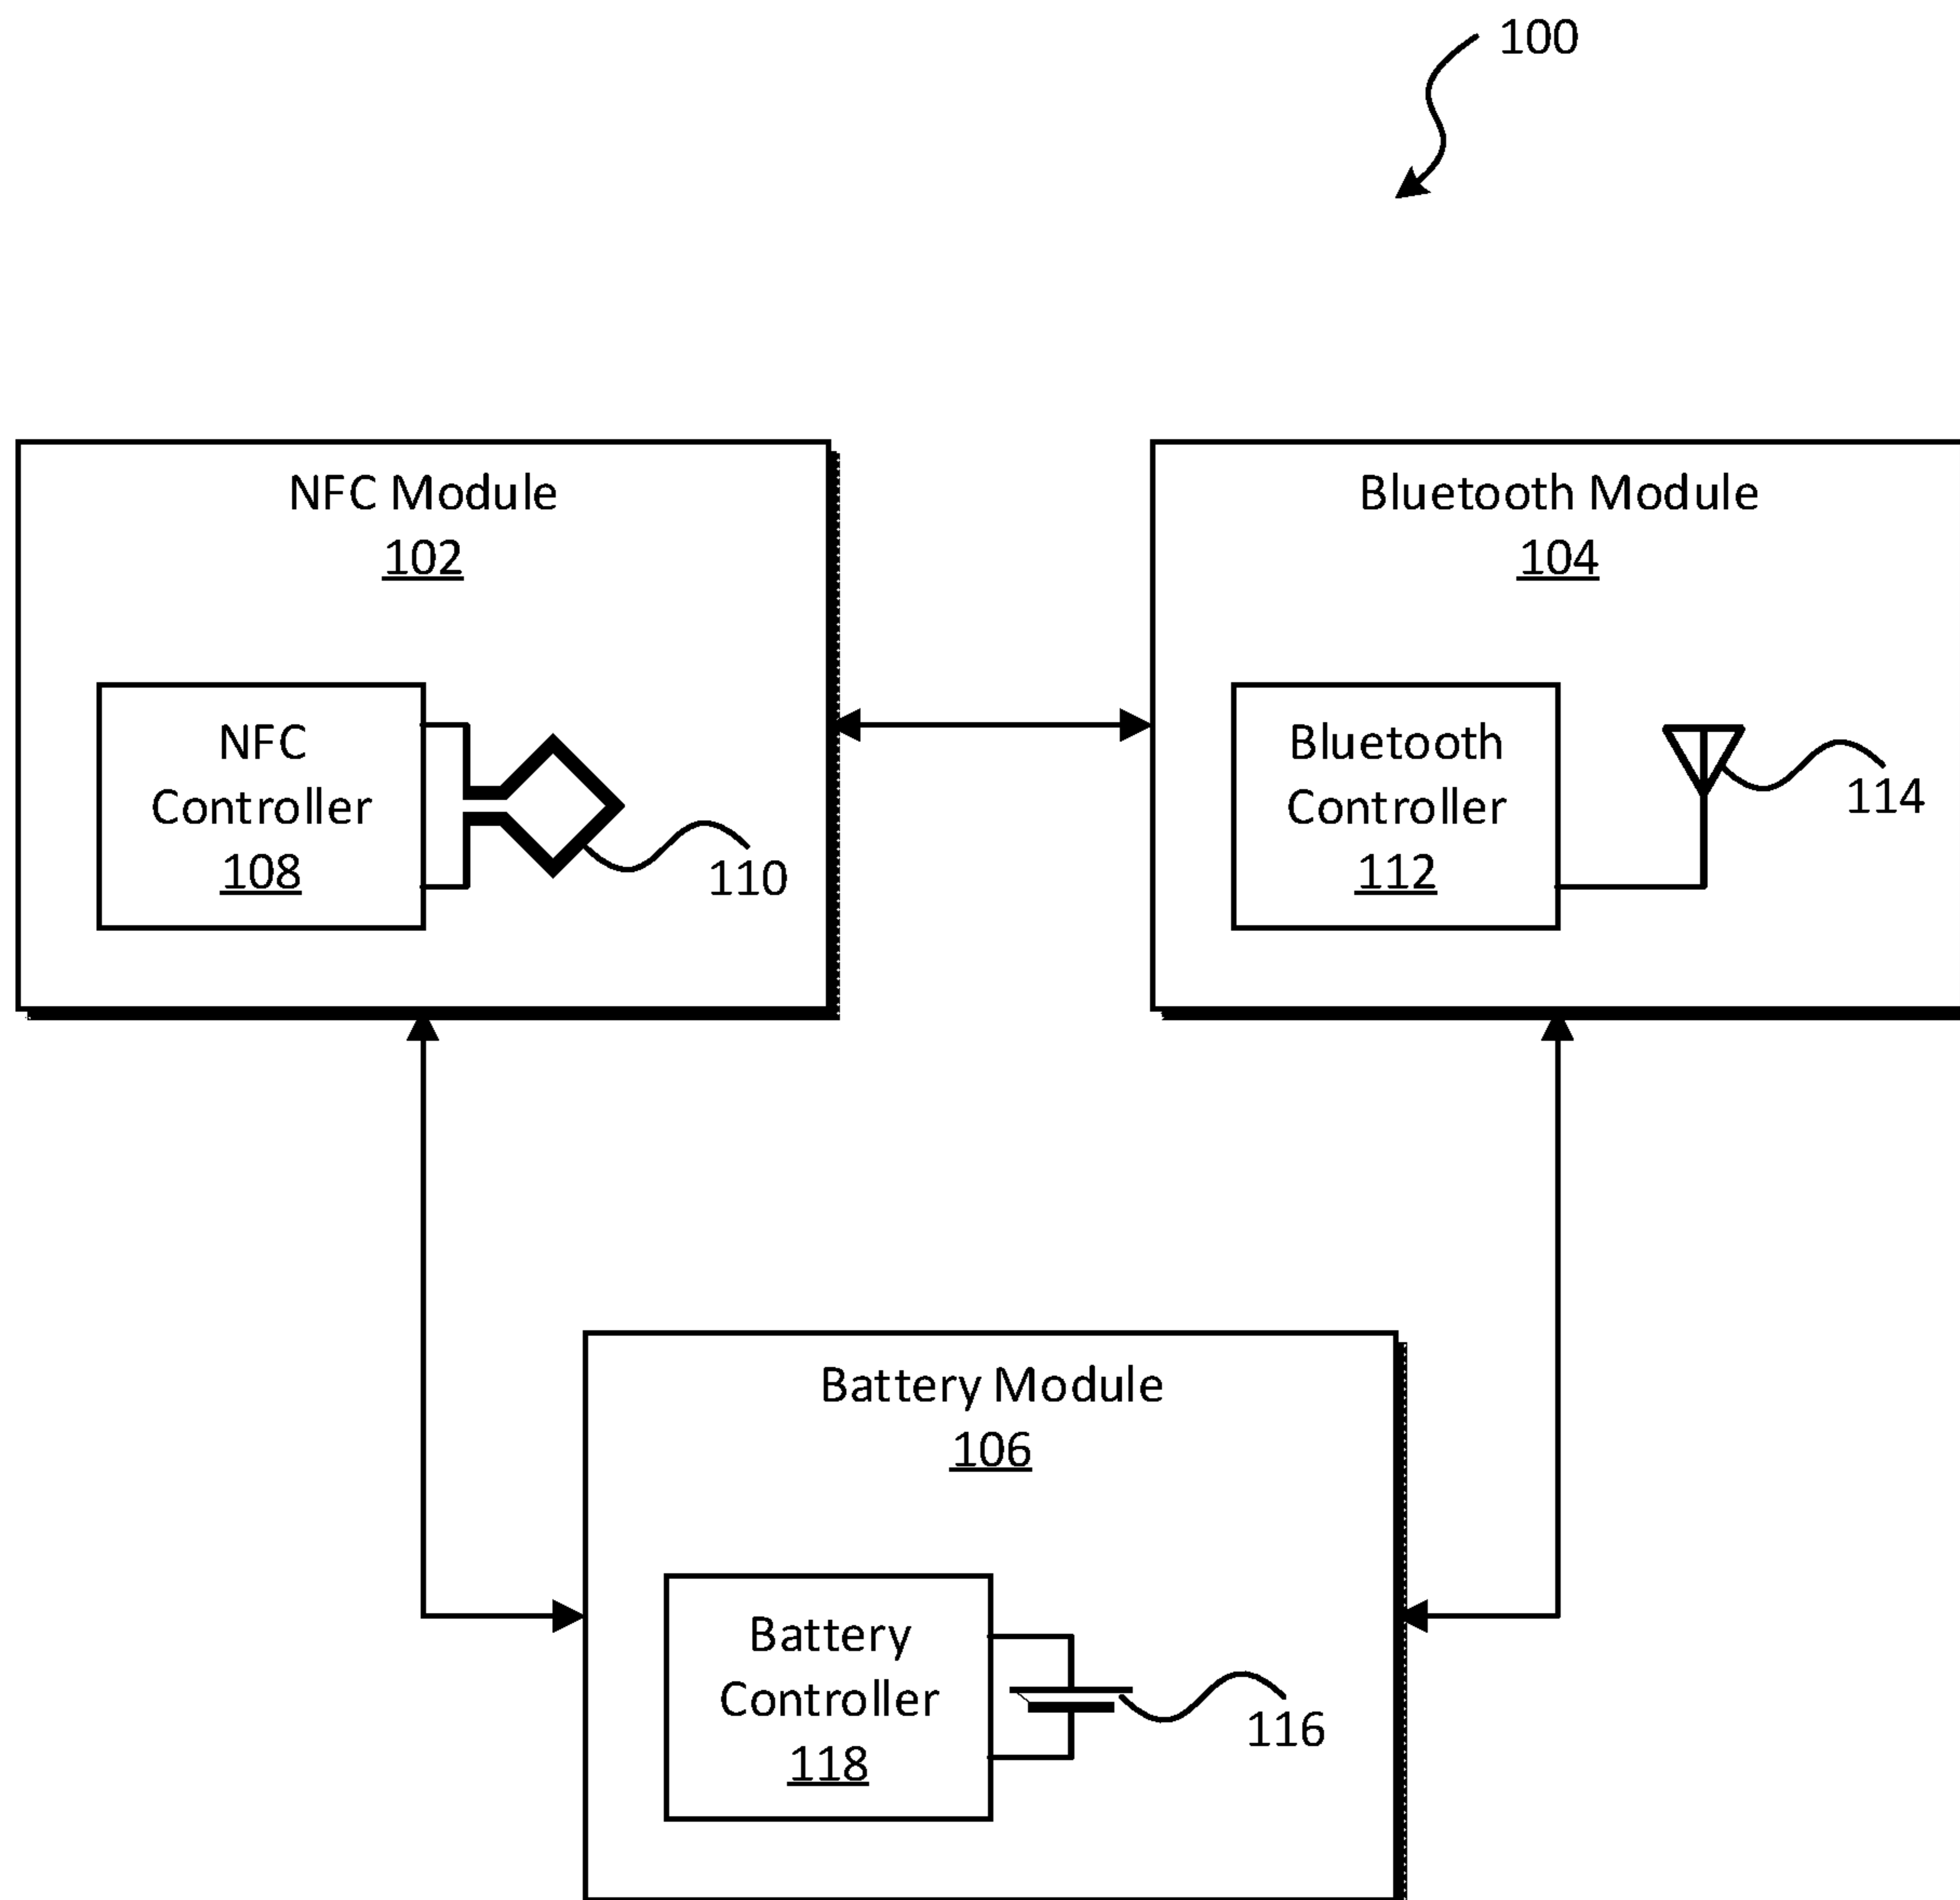 100
NFC Module
102
Bluetooth Module
104
NFC
Controller
108
110
Bluetooth
Controller
112
114
Battery Module
106
Battery
Controller
118
116